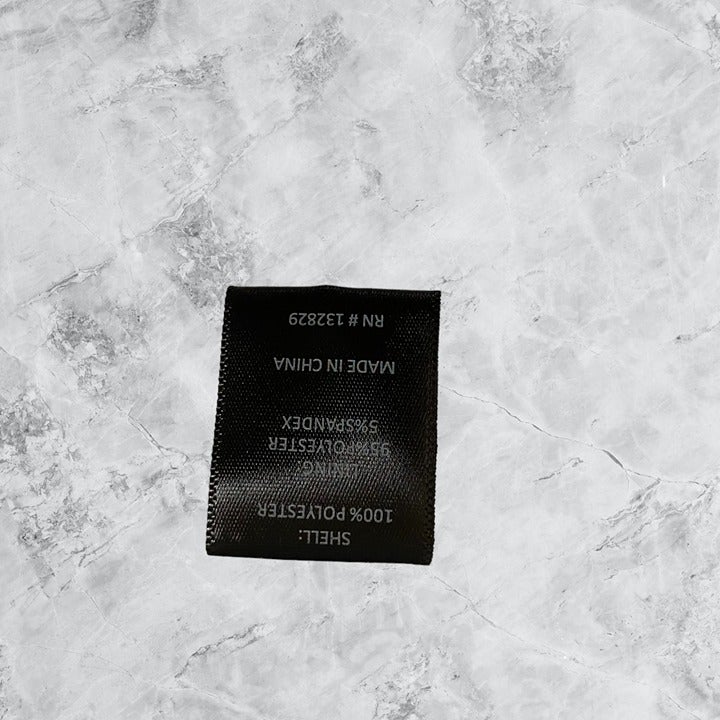 SHELL:
100% POLYESTER
LINING:
95%POLYESTER
5%SPANDEX
MADE IN CHINA
RN # 132829